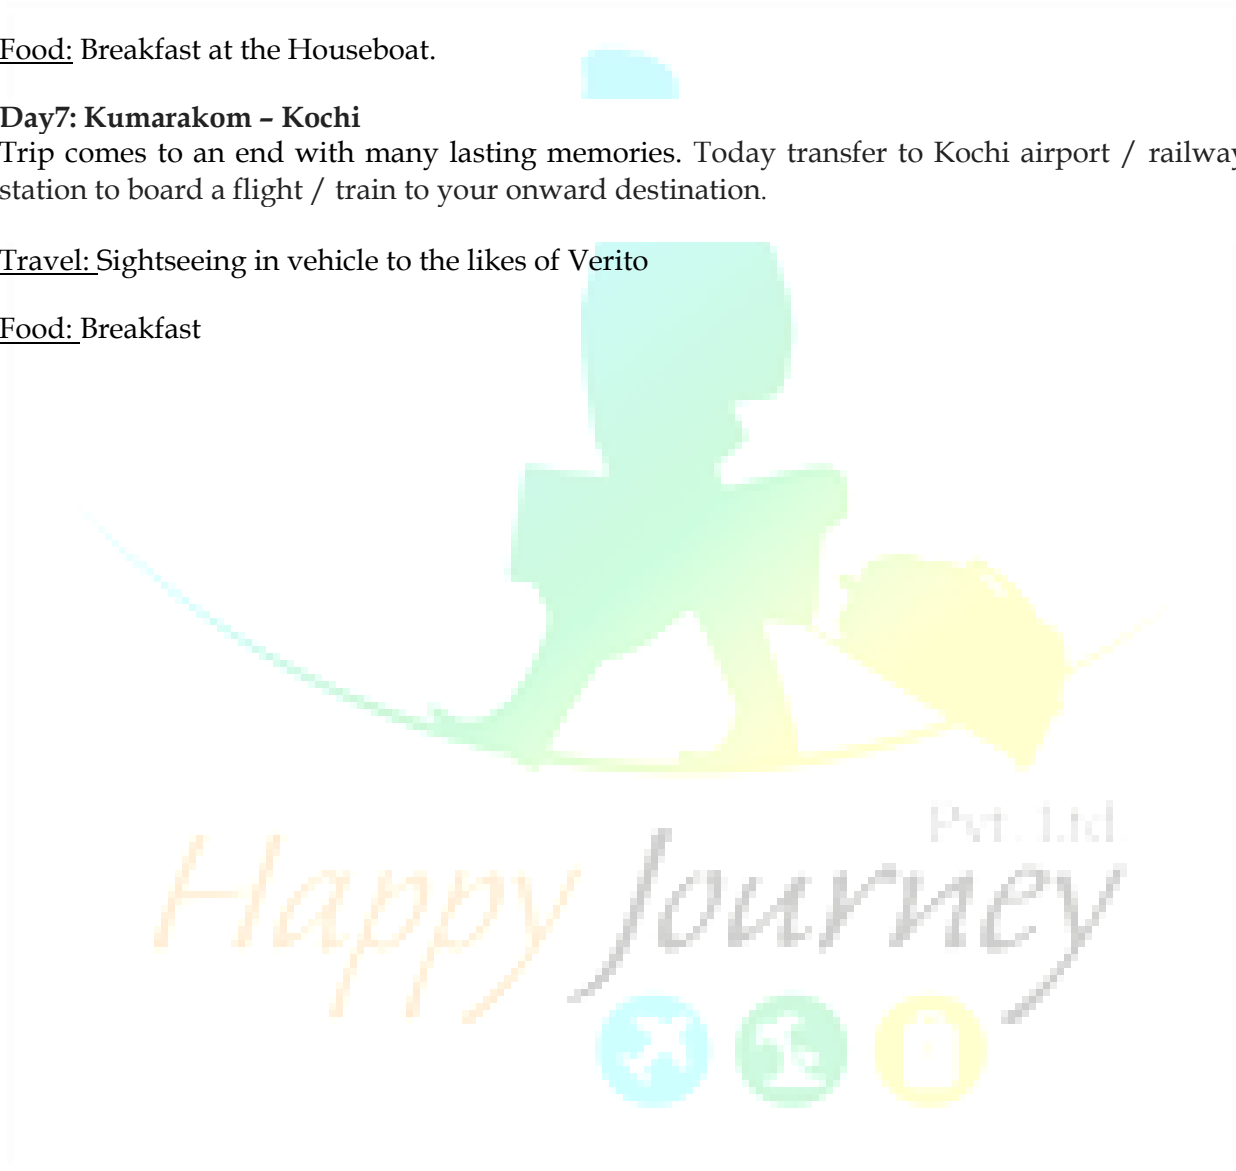 Food: Breakfast at the Houseboat.
Day7: Kumarakom – Kochi
Trip comes to an end with many lasting memories. Today transfer to Kochi airport / railway
station to board a flight / train to your onward destination.
Travel: Sightseeing in vehicle to the likes of Verito
Food: Breakfast
Pvt. Ltd.
Happy Journey